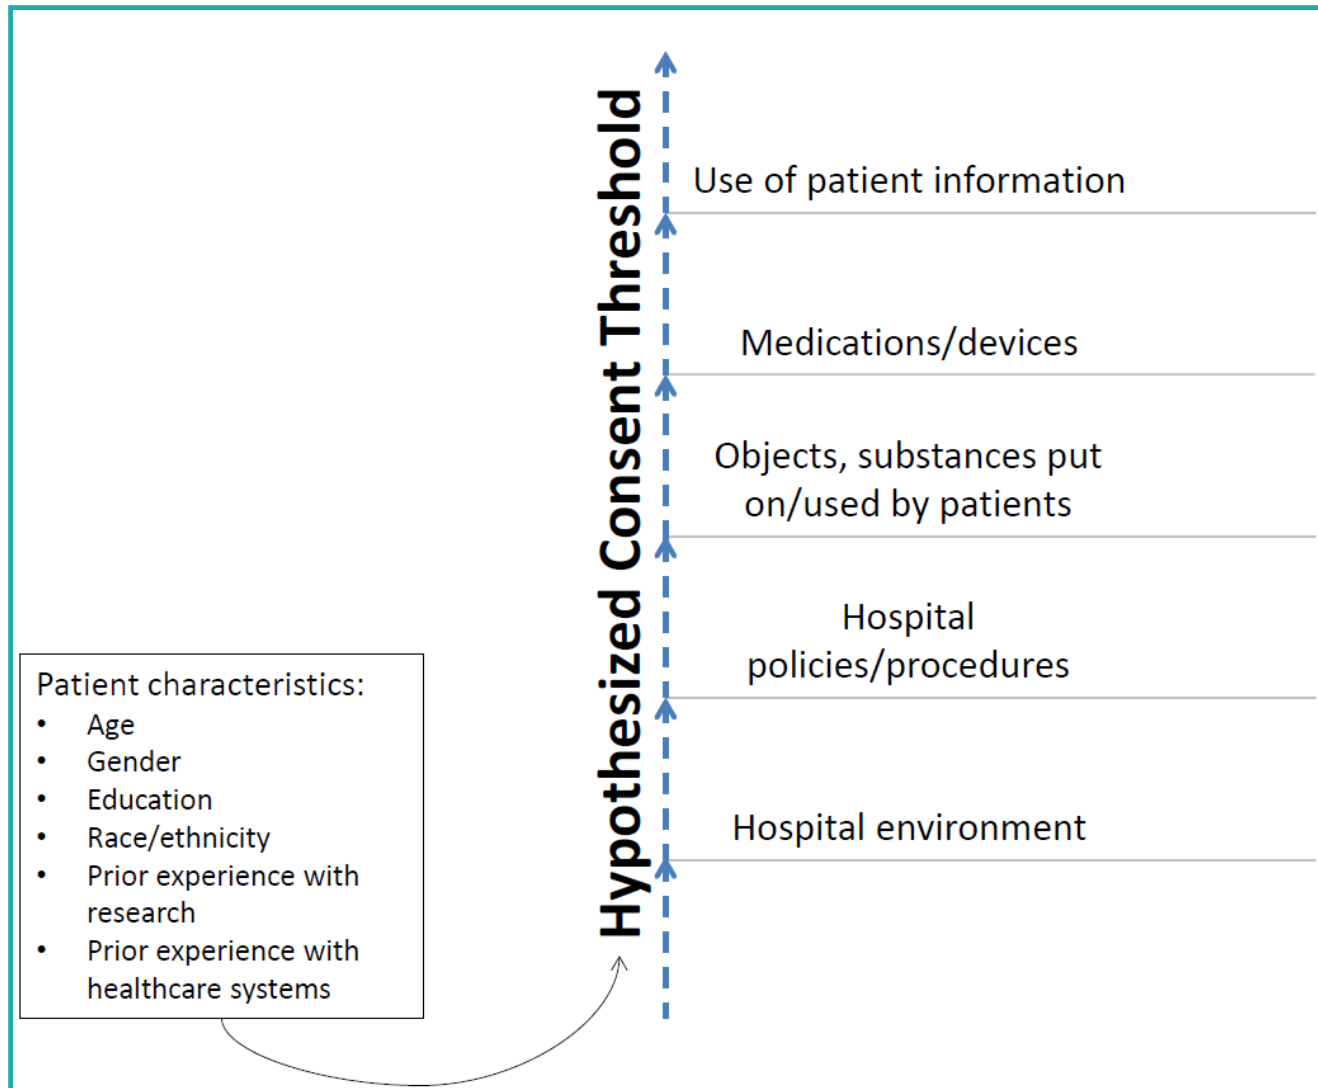 Hypothesized Consent Threshold
Use of patient information
Medications/devices
Objects, substances put
on/used by patients
Hospital
policies/procedures
Hospital environment
Patient characteristics:
• Age
• Gender
• Education
• Race/ethnicity
• Prior experience with
research
• Prior experience with
healthcare systems